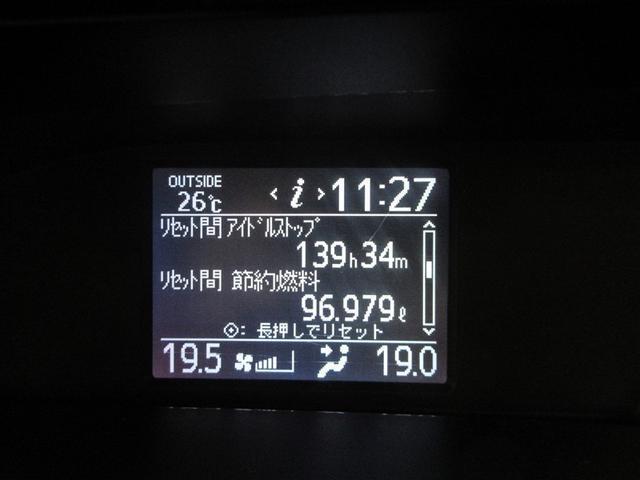 OUTSIDE
26℃ < i > 11:27
ﾘｾｯﾄ間 ｱｲﾄﾞﾙｽﾄｯﾌﾟ
139h34m
ﾘｾｯﾄ間 節約燃料
96.979ℓ
: 長押しでリセット
19.5 19.0